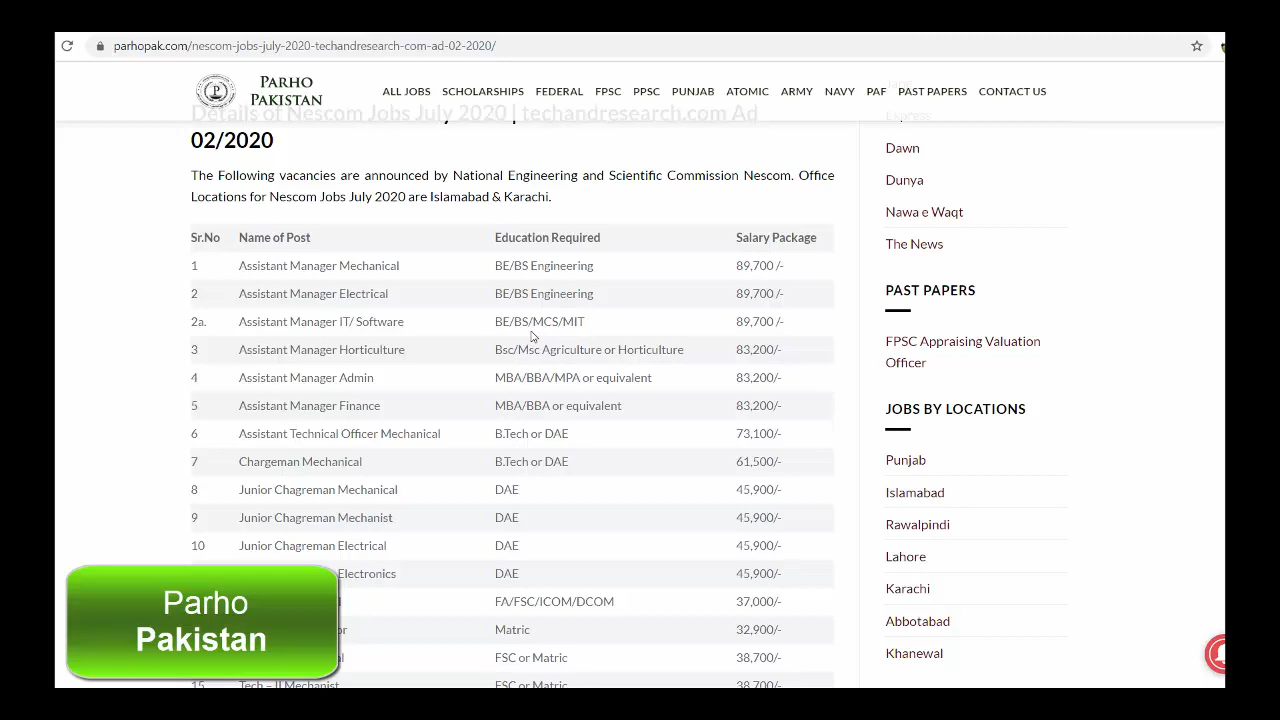 parhopak.com/nescom-jobs-july-2020-techandresearch-com-ad-02-2020/
PARHO
PAKISTAN
ALL JOBS SCHOLARSHIPS FEDERAL FPSC PPSC PUNJAB ATOMIC ARMY NAVY PAF PAST PAPERS CONTACT US
Details of Nescom Jobs July 2020 | techandresearch.com Ad
02/2020
The Following vacancies are announced by National Engineering and Scientific Commission Nescom. Office
Locations for Nescom Jobs July 2020 are Islamabad & Karachi.
Sr.No Name of Post Education Required Salary Package
1 Assistant Manager Mechanical BE/BS Engineering 89,700 /-
2 Assistant Manager Electrical BE/BS Engineering 89,700 /-
2a. Assistant Manager IT/ Software BE/BS/MCS/MIT 89,700 /-
3 Assistant Manager Horticulture Bsc/Msc Agriculture or Horticulture 83,200/-
4 Assistant Manager Admin MBA/BBA/MPA or equivalent 83,200/-
5 Assistant Manager Finance MBA/BBA or equivalent 83,200/-
6 Assistant Technical Officer Mechanical B.Tech or DAE 73,100/-
7 Chargeman Mechanical B.Tech or DAE 61,500/-
8 Junior Chagreman Mechanical DAE 45,900/-
9 Junior Chagreman Mechanist DAE 45,900/-
10 Junior Chagreman Electrical DAE 45,900/-
Electronics DAE 45,900/-
FA/FSC/ICOM/DCOM 37,000/-
Matric 32,900/-
FSC or Matric 38,700/-
15 Tech – II Mechanist FSC or Matric 38,700/-
Express
Dawn
Dunya
Nawa e Waqt
The News
PAST PAPERS
FPSC Appraising Valuation
Officer
JOBS BY LOCATIONS
Punjab
Islamabad
Rawalpindi
Lahore
Karachi
Abbotabad
Khanewal
Parho
Pakistan